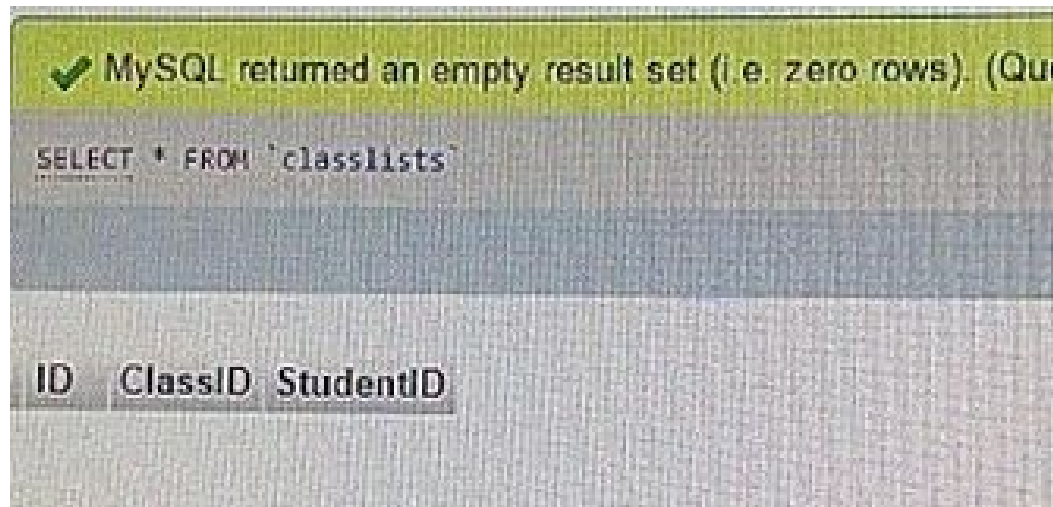 MySQL returned an empty result set (i.e. zero rows). (Qu
SELECT * FROM `classlists`
ID ClassID StudentID